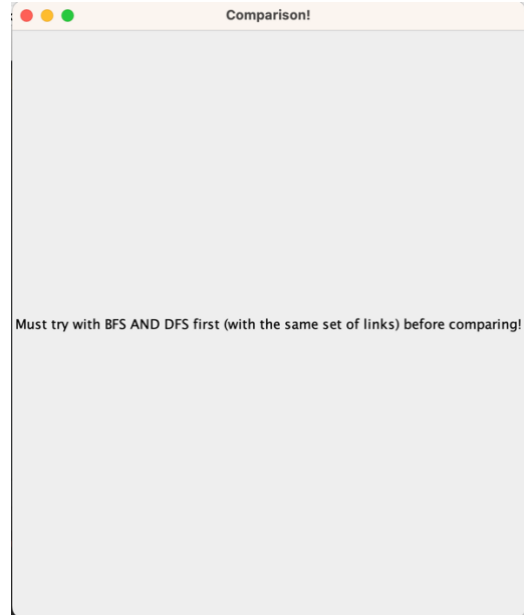 Comparison!
Must try with BFS AND DFS first (with the same set of links) before comparing!